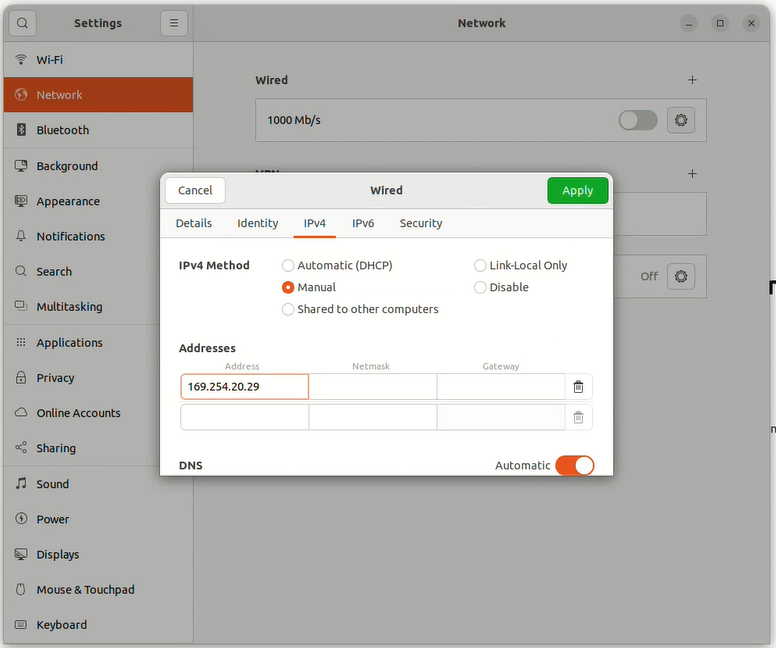 Settings
Network
Wi-Fi
Network
Bluetooth
Background
Appearance
Notifications
Search
Multitasking
Applications
Privacy
Online Accounts
Sharing
Sound
Power
Displays
Mouse & Touchpad
Keyboard
Wired
1000 Mb/s
VPN
Off
Cancel
Wired
Apply
Details Identity IPv4 IPv6 Security
IPv4 Method
Automatic (DHCP) Link-Local Only
Manual Disable
Shared to other computers
Addresses
Address Netmask Gateway
169.254.20.29
DNS Automatic